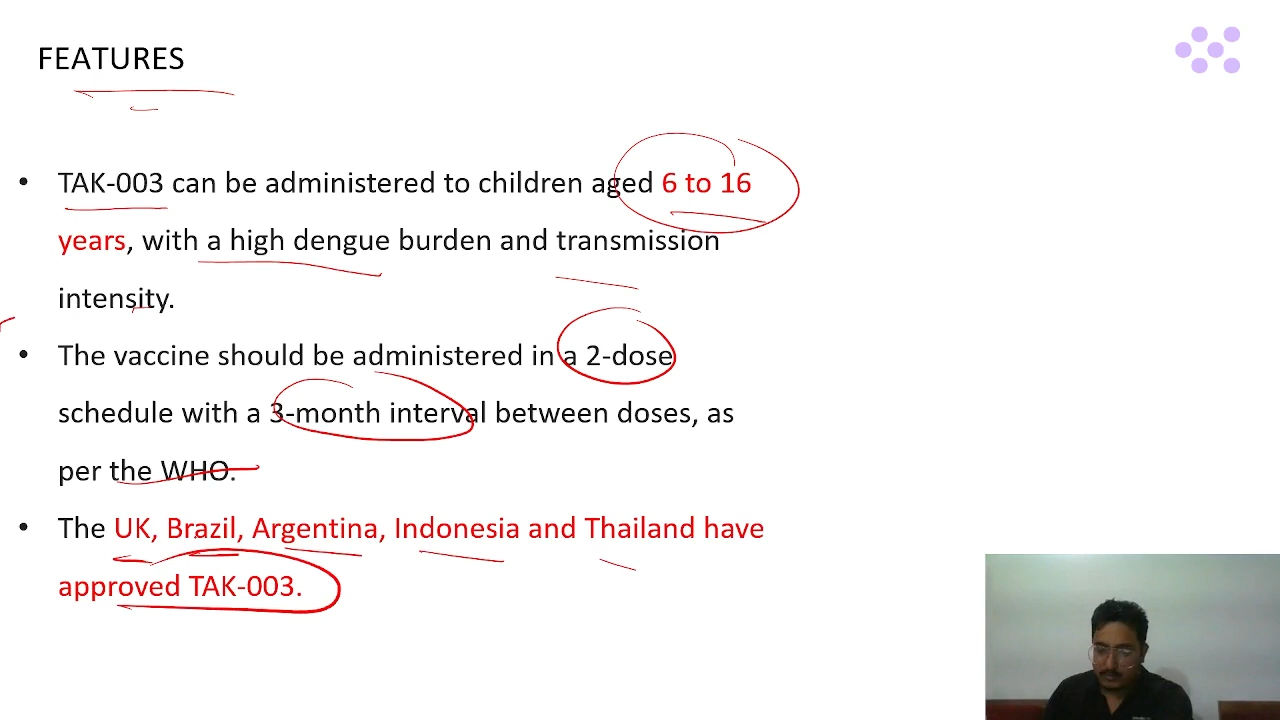 FEATURES
• TAK-003 can be administered to children aged 6 to 16
years, with a high dengue burden and transmission
intensity.
• The vaccine should be administered in a 2-dose
schedule with a 3-month interval between doses, as
per the WHO.
• The UK, Brazil, Argentina, Indonesia and Thailand have
approved TAK-003.